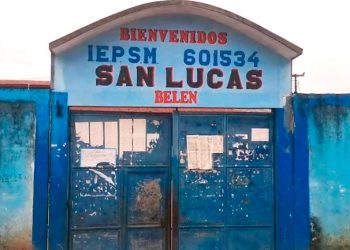 BIENVENIDOS
IEPSM 601534
SAN LUCAS
BELEN